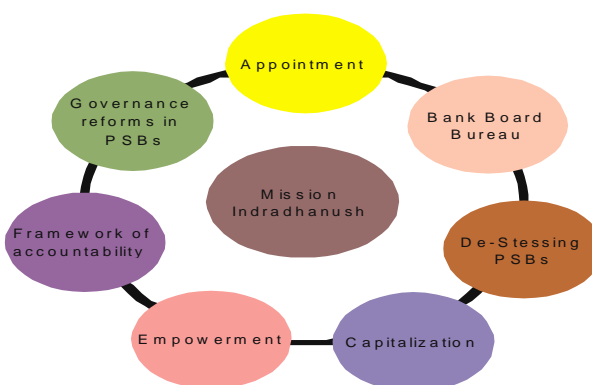 Appointment
Governance
reforms in
PSBs
Bank Board
Bureau
Mission
Indradhanush
Framework of
accountability
De-Stessing
PSBs
Empowerment
Capitalization